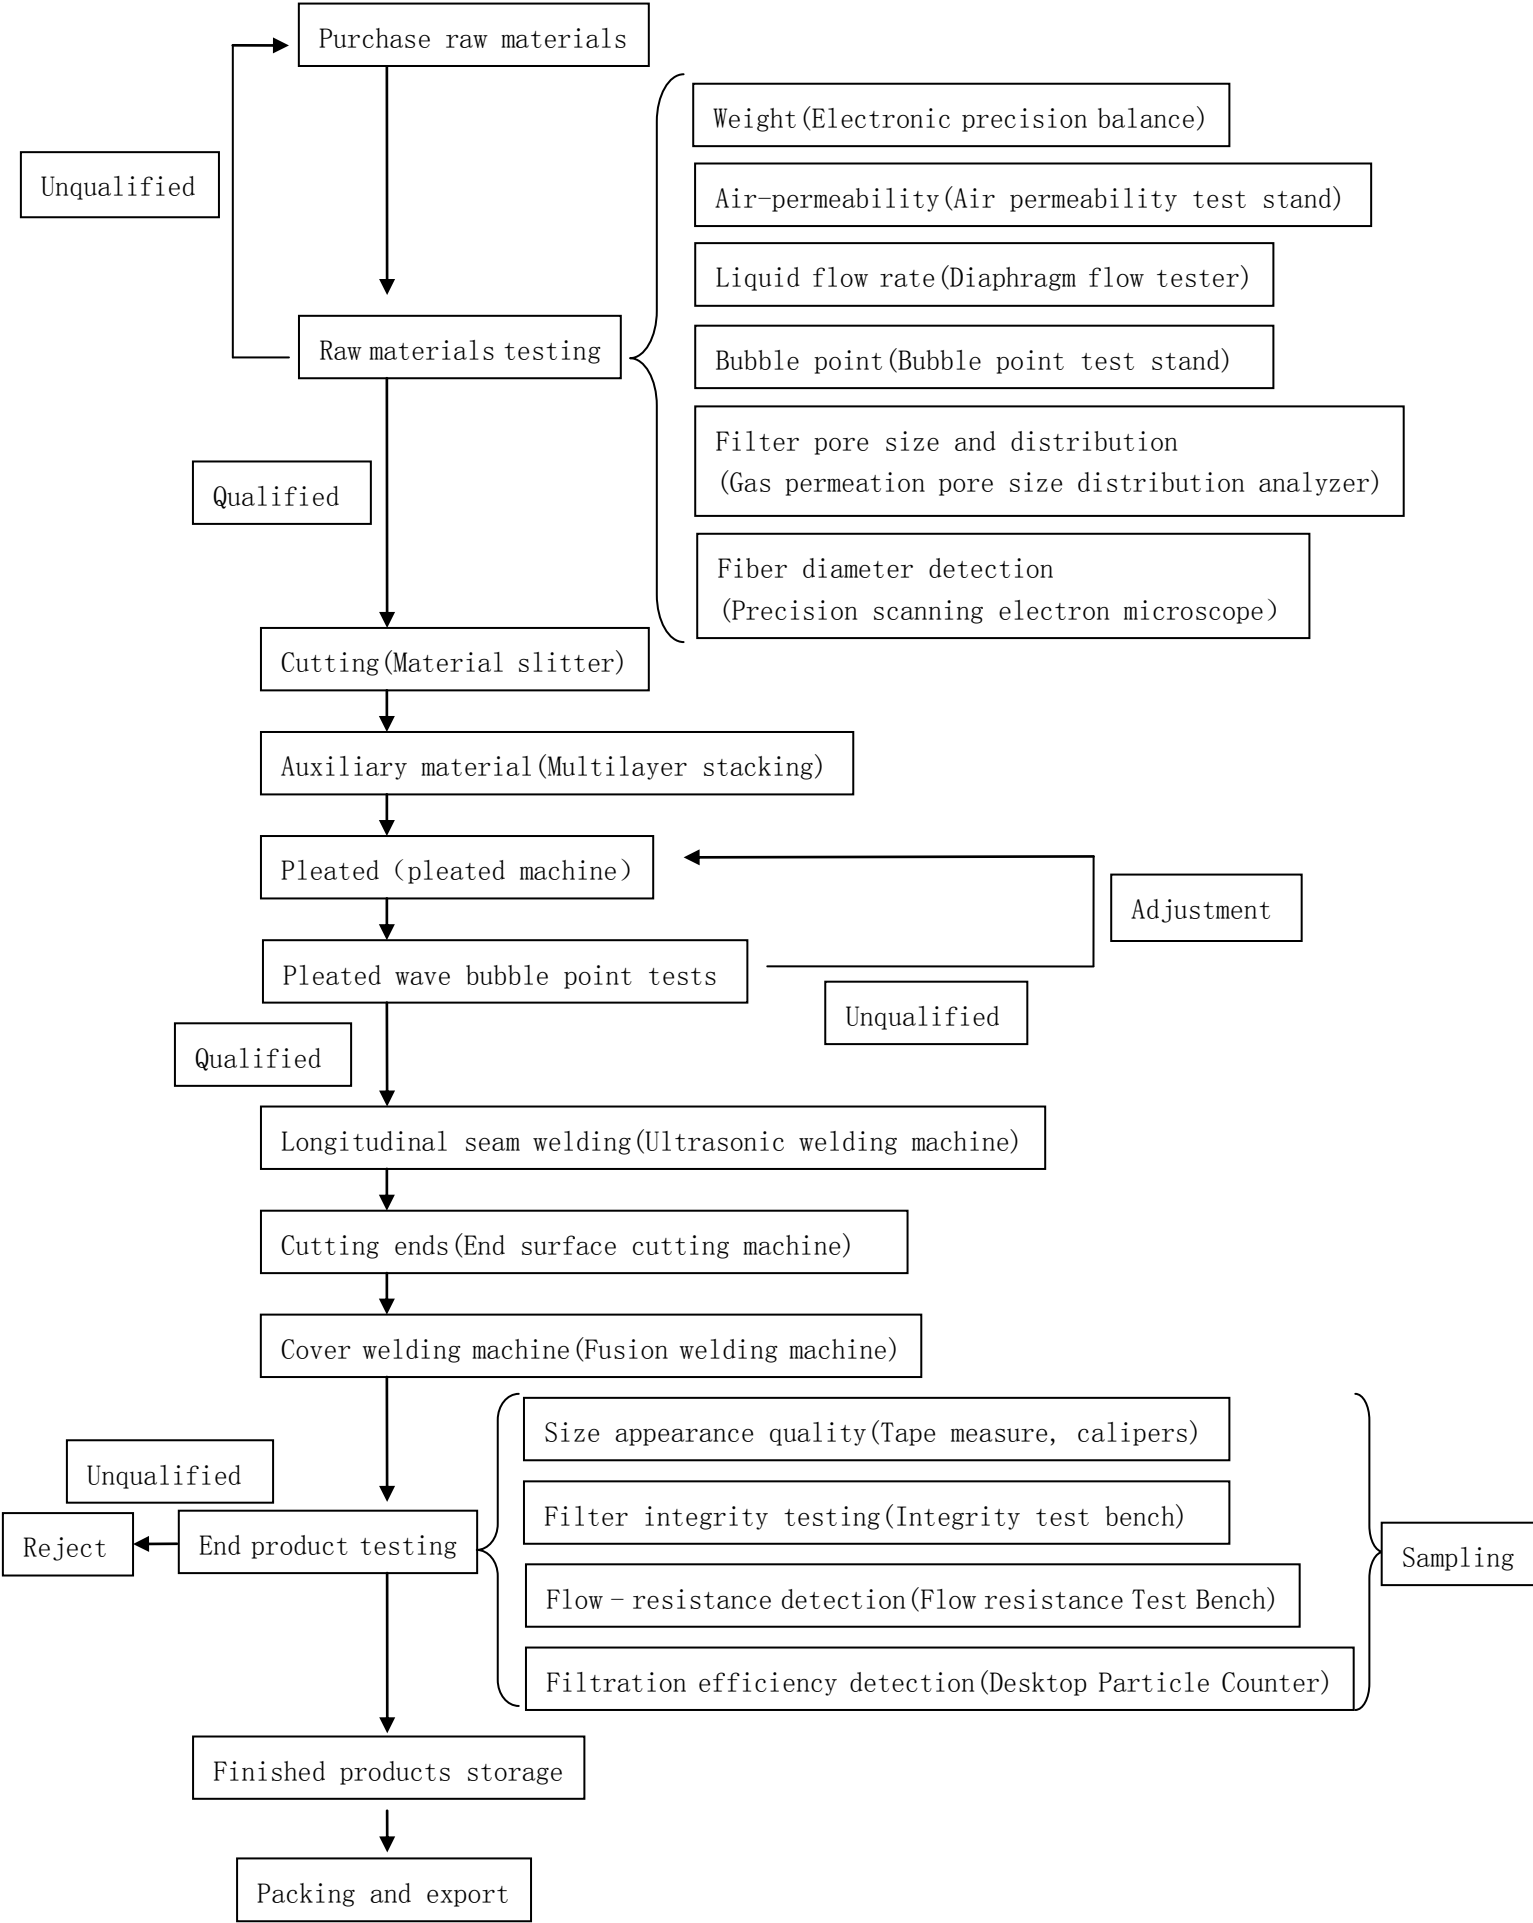 Purchase raw materials
Weight(Electronic precision balance)
Unqualified
Air-permeability(Air permeability test stand)
Liquid flow rate(Diaphragm flow tester)
Raw materials testing
Bubble point(Bubble point test stand)
Filter pore size and distribution
(Gas permeation pore size distribution analyzer)
Qualified
Fiber diameter detection
(Precision scanning electron microscope）
Cutting(Material slitter)
Auxiliary material(Multilayer stacking)
Pleated（pleated machine）
Adjustment
Pleated wave bubble point tests
Unqualified
Qualified
Longitudinal seam welding(Ultrasonic welding machine)
Cutting ends(End surface cutting machine)
Cover welding machine(Fusion welding machine)
Size appearance quality(Tape measure, calipers)
Unqualified
Filter integrity testing(Integrity test bench)
Reject
End product testing
Sampling
Flow－resistance detection(Flow resistance Test Bench)
Filtration efficiency detection(Desktop Particle Counter)
Finished products storage
Packing and export